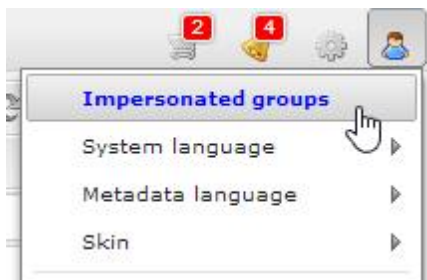 2 4
Impersonated groups
System language
Metadata language
Skin